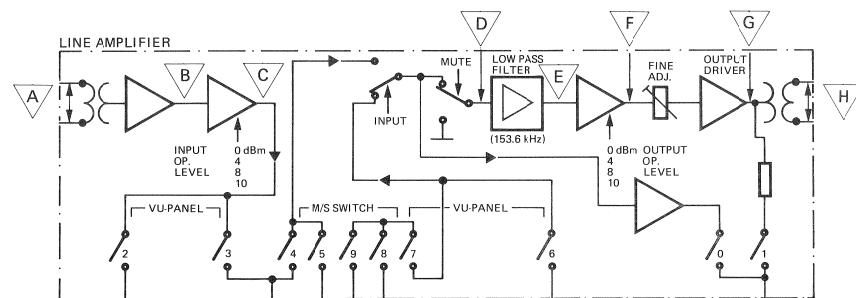 LINE AMPLIFIER
A
B
C
D
E
F
G
H
MUTE
LOW PASS
FILTER
(153.6 kHz)
FINE
ADJ.
OUTPUT
DRIVER
INPUT
INPUT
OP.
LEVEL
0 dBm
4
8
10
0 dBm
4
8
10
OUTPUT
OP.
LEVEL
VU-PANEL
M/S SWITCH
VU-PANEL
2
3
4
5
9
8
7
6
0
1